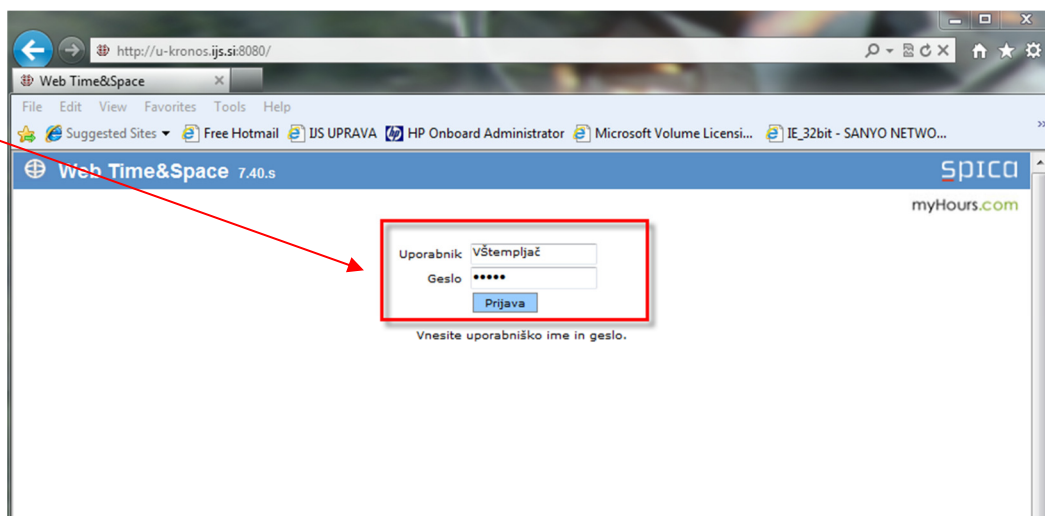 http://u-kronos.ijs.si:8080/
Web Time&Space
File Edit View Favorites Tools Help
Suggested Sites Free Hotmail IJS UPRAVA HP Onboard Administrator Microsoft Volume Licensi... IE_32bit - SANYO NETWO...
Web Time&Space 7.40.s
spica
myHours.com
Uporabnik VŠtempljač
Geslo •••••
Prijava
Vnesite uporabniško ime in geslo.